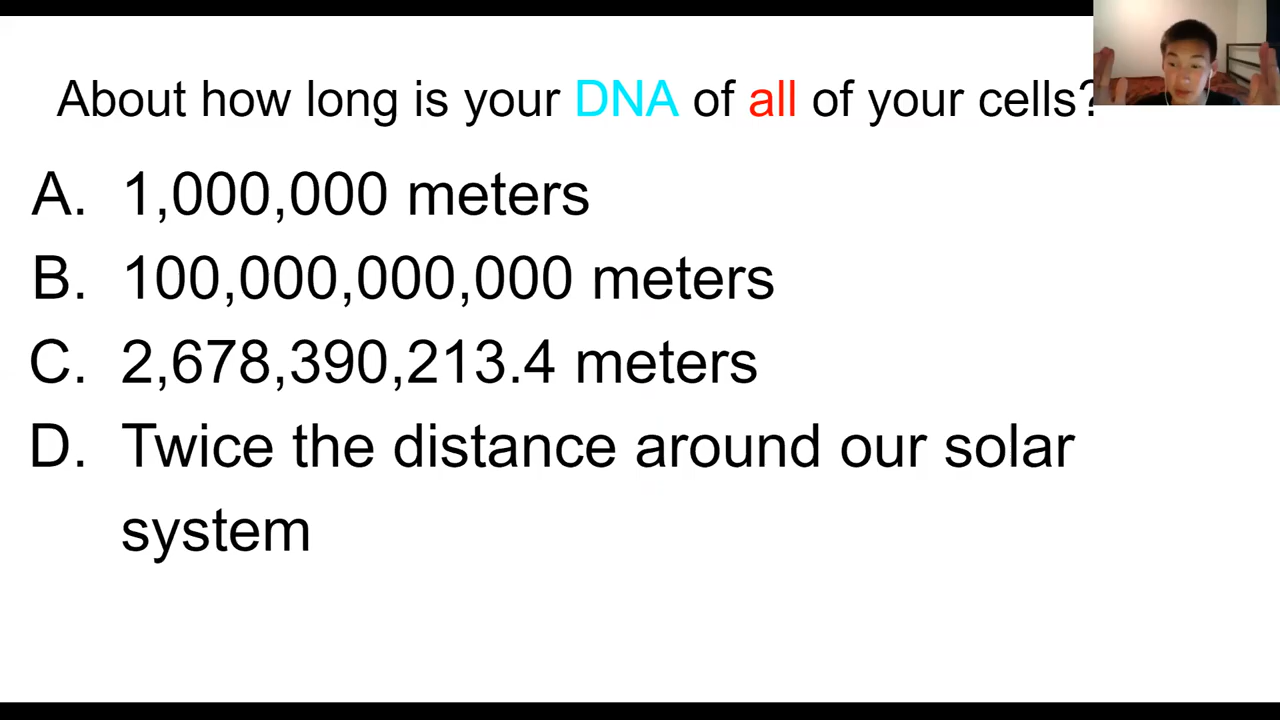 About how long is your DNA of all of your cells?
A. 1,000,000 meters
B. 100,000,000,000 meters
C. 2,678,390,213.4 meters
D. Twice the distance around our solar
system